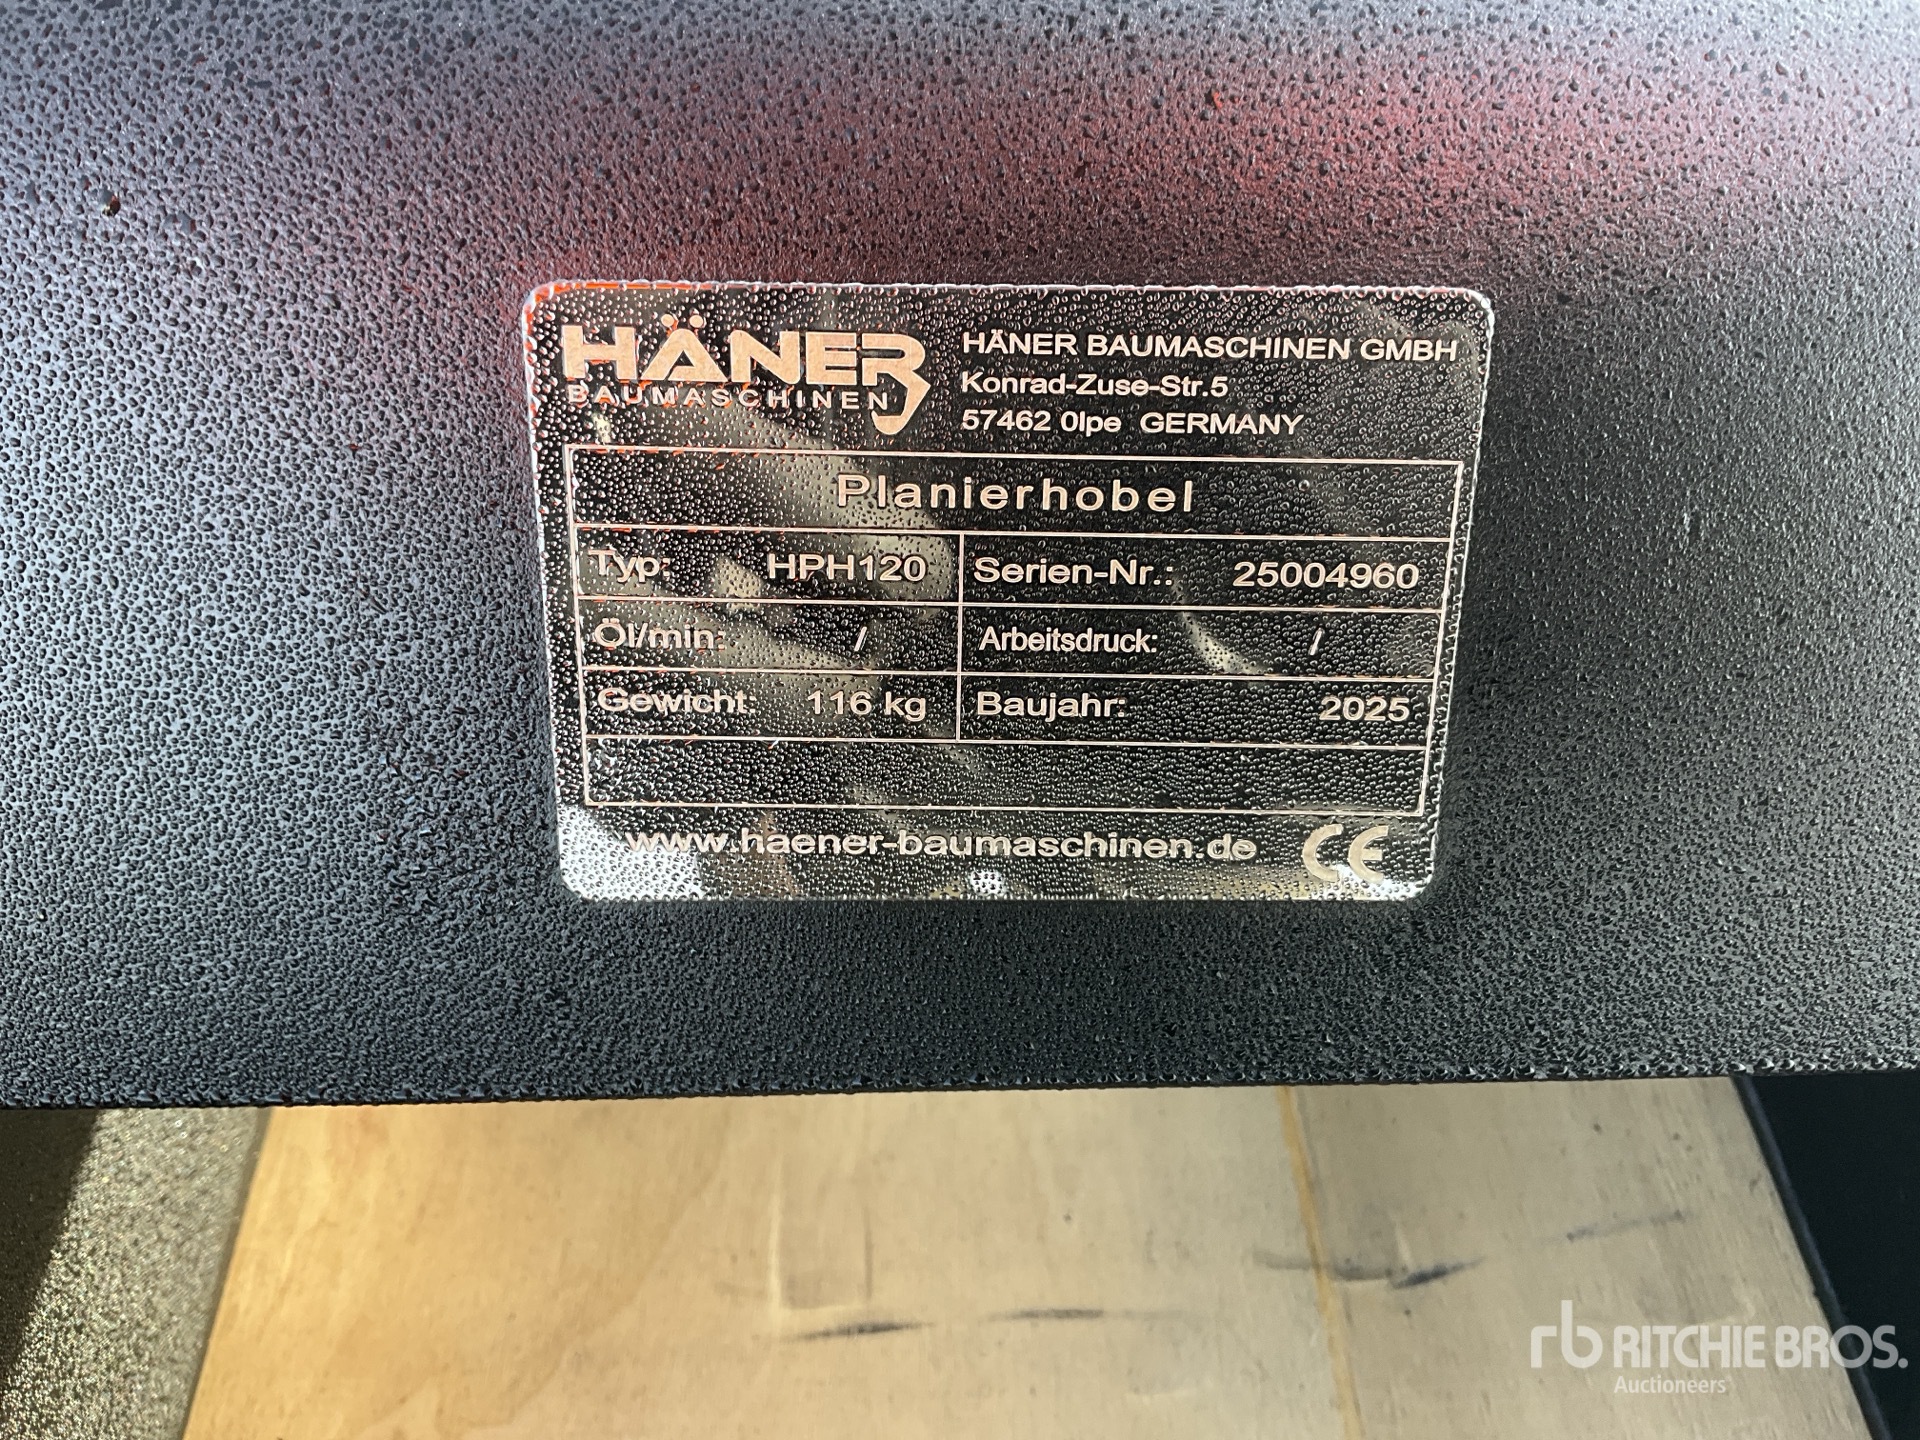 HÄNER
BAUMASCHINEN
HÄNER BAUMASCHINEN GMBH
Konrad-Zuse-Str.5
57462 0lpe GERMANY
Planierhobel
Typ: HPH120
Serien-Nr.: 25004960
Öl/min: /
Arbeitsdruck: /
Gewicht: 116 kg
Baujahr: 2025
www.haener-baumaschinen.de CE
rb RITCHIE BROS.
Auctioneers